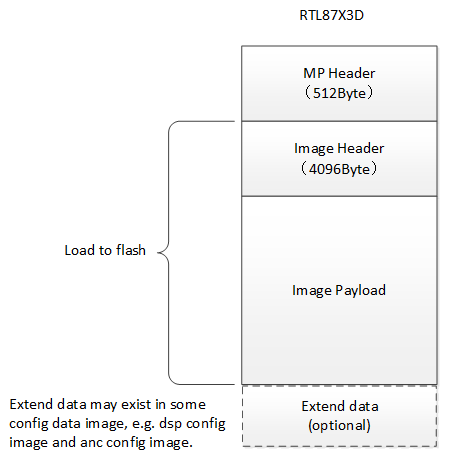 RTL87X3D
MP Header
（512Byte）
Image Header
（4096Byte）
Load to flash
Image Payload
Extend data may exist in some
config data image, e.g. dsp config
image and anc config image.
Extend data
(optional)